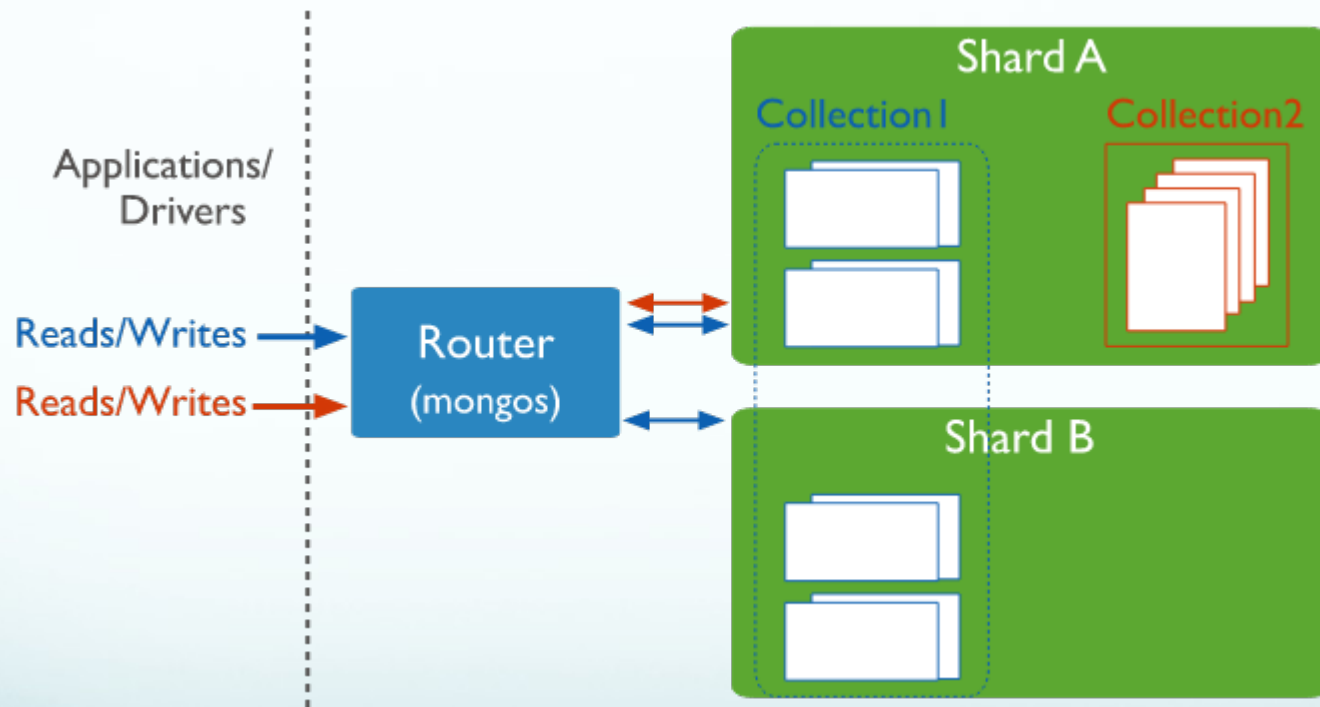 Applications/
Drivers
Reads/Writes
Reads/Writes
Router
(mongos)
Shard A
Collection1
Collection2
Shard B